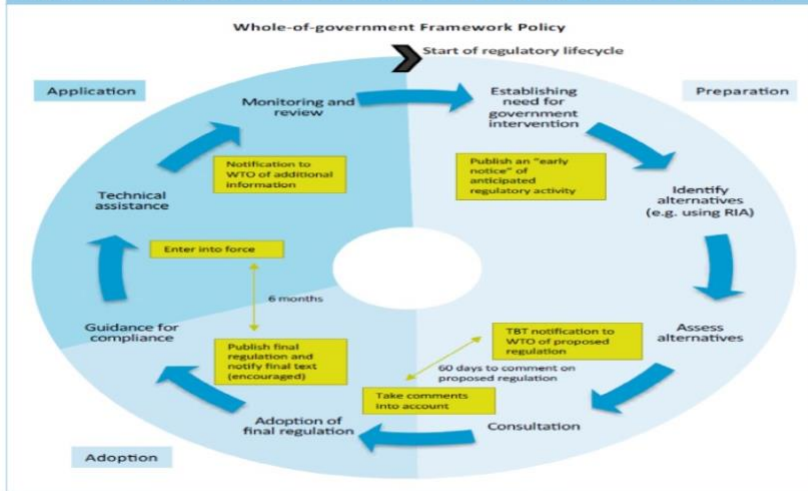 Whole-of-government Framework Policy
Start of regulatory lifecycle
Application
Preparation
Monitoring and
review
Establishing
need for
government
intervention
Notification to
WTO of additional
information
Publish an "early
notice" of
anticipated
regulatory activity
Technical
assistance
Identify
alternatives
(e.g. using RIA)
Enter into force
6 months
Guidance for
compliance
Publish final
regulation and
notify final text
(encouraged)
TBT notification to
WTO of proposed
regulation
Assess
alternatives
60 days to comment on
proposed regulation
Take comments
into account
Adoption of
final regulation
Consultation
Adoption